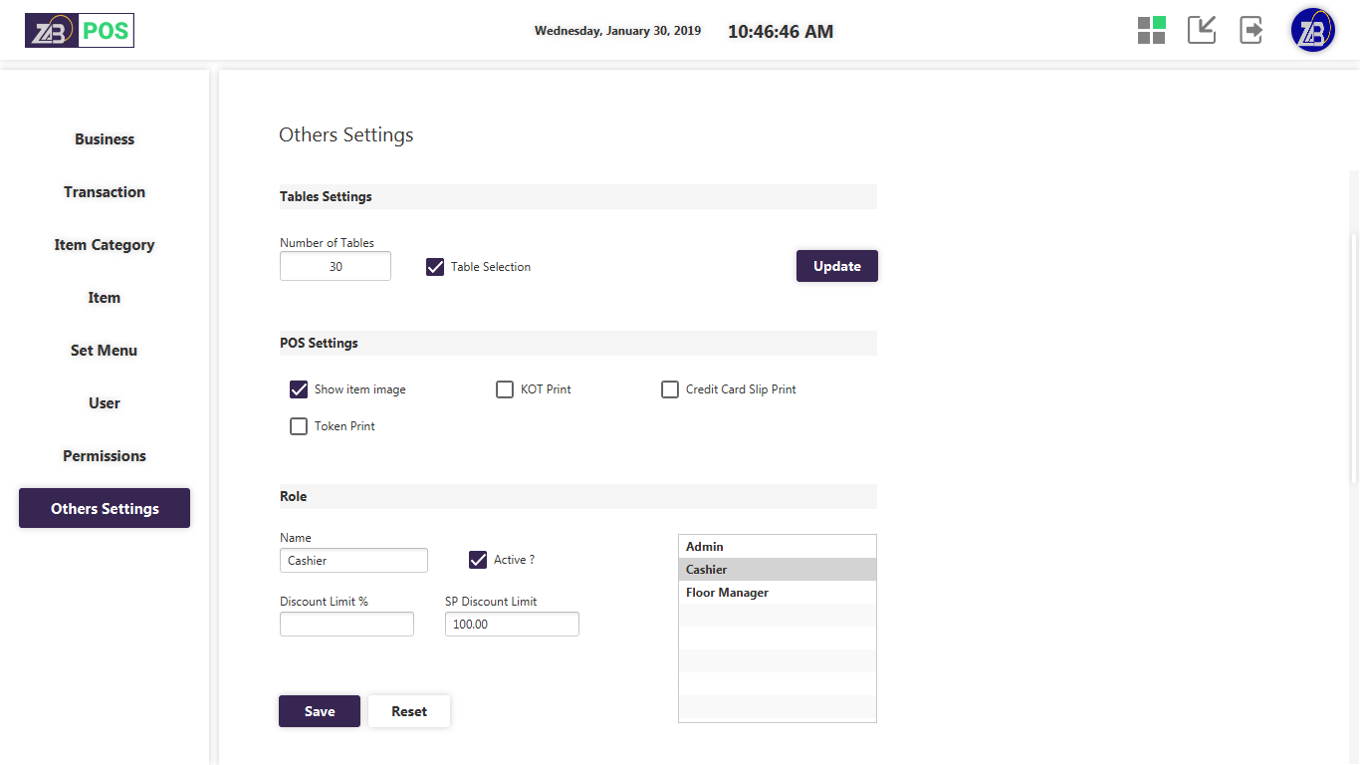 ZB POS
Wednesday, January 30, 2019
10:46:46 AM
ZB
Business
Transaction
Item Category
Item
Set Menu
User
Permissions
Others Settings
Others Settings
Tables Settings
Number of Tables
30
Table Selection
Update
POS Settings
Show item image
KOT Print
Credit Card Slip Print
Token Print
Role
Name
Cashier
Active ?
Discount Limit %
SP Discount Limit
100.00
Admin
Cashier
Floor Manager
Save
Reset